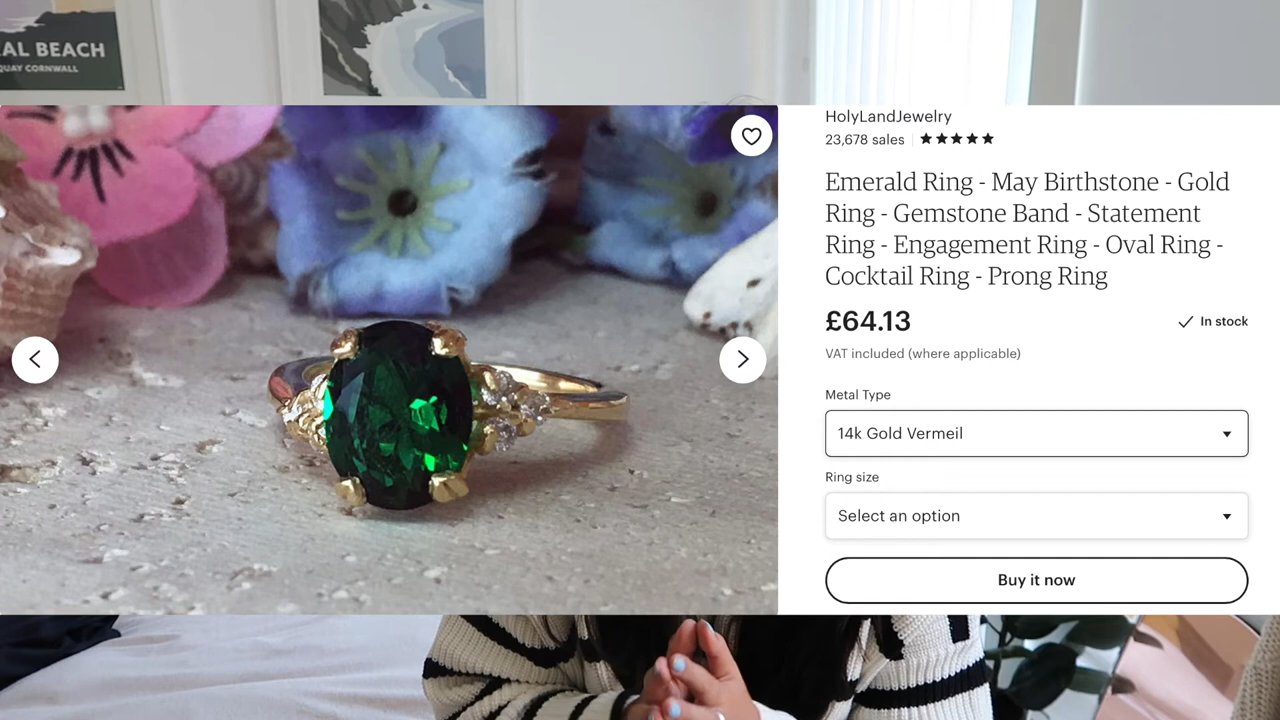 AL BEACH
QUAY CORNWALL
HolyLandJewelry
23,678 sales
Emerald Ring - May Birthstone - Gold
Ring - Gemstone Band - Statement
Ring - Engagement Ring - Oval Ring -
Cocktail Ring - Prong Ring
£64.13
In stock
VAT included (where applicable)
Metal Type
14k Gold Vermeil
Ring size
Select an option
Buy it now